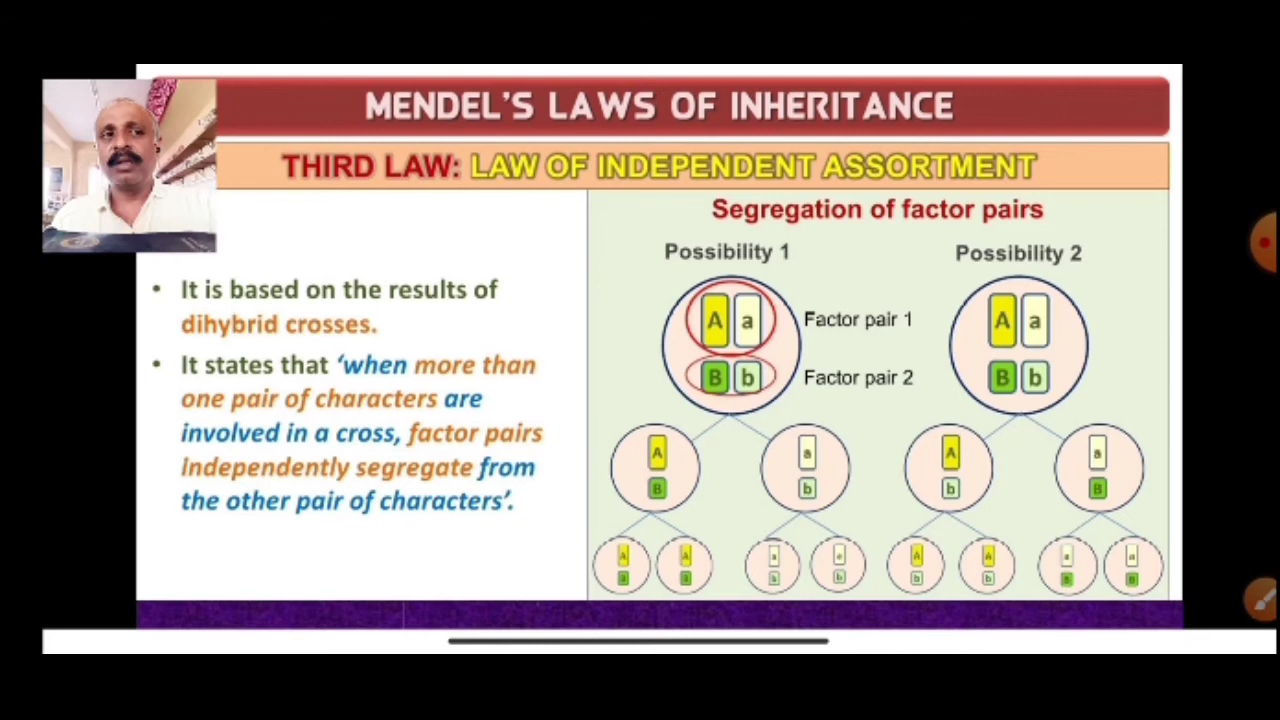 MENDEL'S LAWS OF INHERITANCE
THIRD LAW: LAW OF INDEPENDENT ASSORTMENT
• It is based on the results of
dihybrid crosses.
• It states that ‘when more than
one pair of characters are
involved in a cross, factor pairs
independently segregate from
the other pair of characters’.
Segregation of factor pairs
Possibility 1
Possibility 2
A a
Factor pair 1
A a
B b
Factor pair 2
B b
A
a
A
a
B
b
b
B
A
A
a
A
A
a
a
B
b
b
b
b
B
B